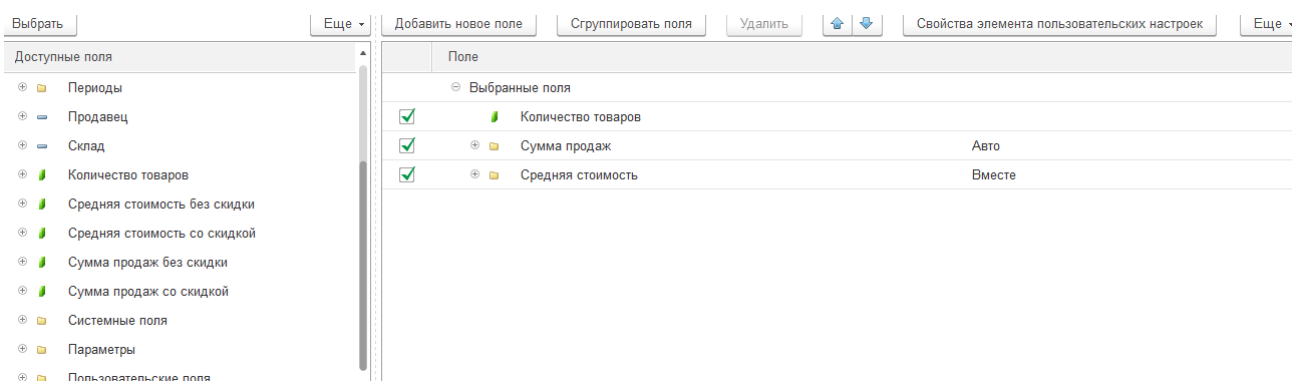 Выбрать Еще Добавить новое поле Сгруппировать поля Удалить Свойства элемента пользовательских настроек Еще
Доступные поля Поле
Периоды Выбранные поля
Продавец Количество товаров
Склад Сумма продаж Авто
Количество товаров Средняя стоимость Вместе
Средняя стоимость без скидки
Средняя стоимость со скидкой
Сумма продаж без скидки
Сумма продаж со скидкой
Системные поля
Параметры
Пользовательские поля